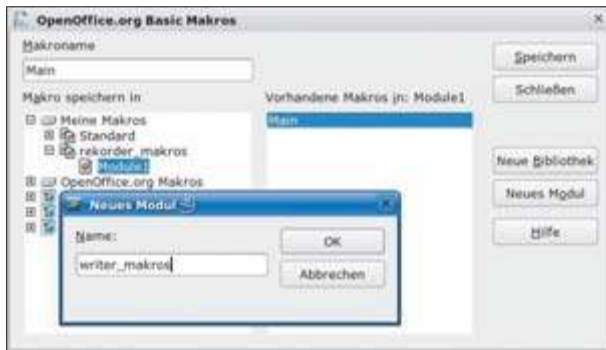 OpenOffice.org Basic Makros
Makroname
Main
Speichern
Schließen
Makro speichern in
Vorhandene Makros in: Module1
Meine Makros
Standard
rekorder_makros
Module1
OpenOffice.org Makros
Main
Neue Bibliothek
Neues Modul
Hilfe
Neues Modul
Name:
writer_makros
OK
Abbrechen